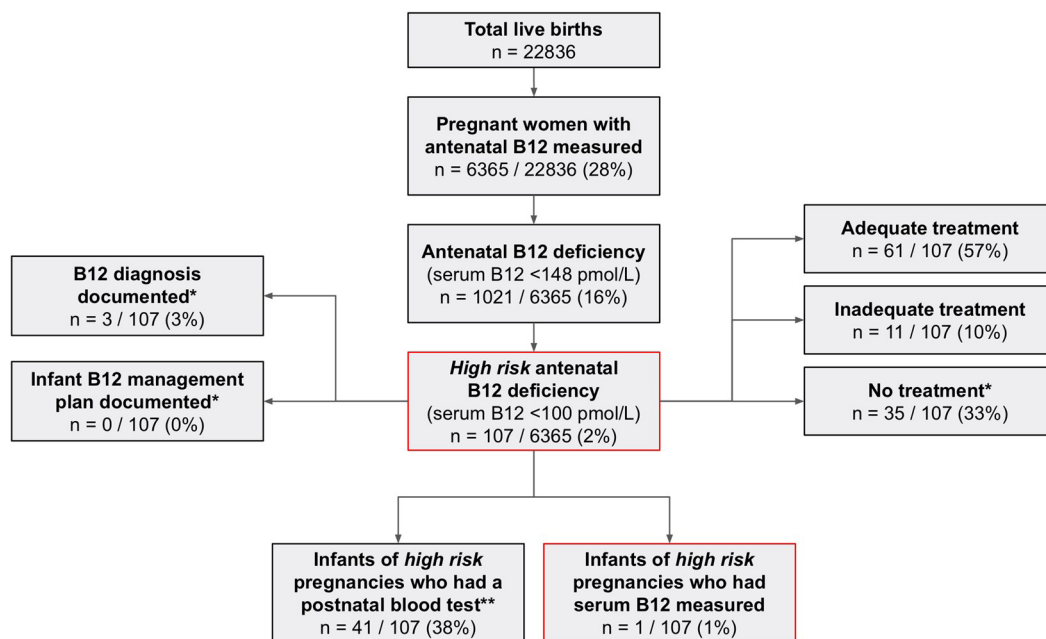 Total live births
n = 22836
Pregnant women with
antenatal B12 measured
n = 6365 / 22836 (28%)
Antenatal B12 deficiency
(serum B12 <148 pmol/L)
n = 1021 / 6365 (16%)
Adequate treatment
n = 61 / 107 (57%)
B12 diagnosis
documented*
n = 3 / 107 (3%)
Inadequate treatment
n = 11 / 107 (10%)
High risk antenatal
B12 deficiency
(serum B12 <100 pmol/L)
n = 107 / 6365 (2%)
Infant B12 management
plan documented*
n = 0 / 107 (0%)
No treatment*
n = 35 / 107 (33%)
Infants of high risk
pregnancies who had a
postnatal blood test**
n = 41 / 107 (38%)
Infants of high risk
pregnancies who had
serum B12 measured
n = 1 / 107 (1%)